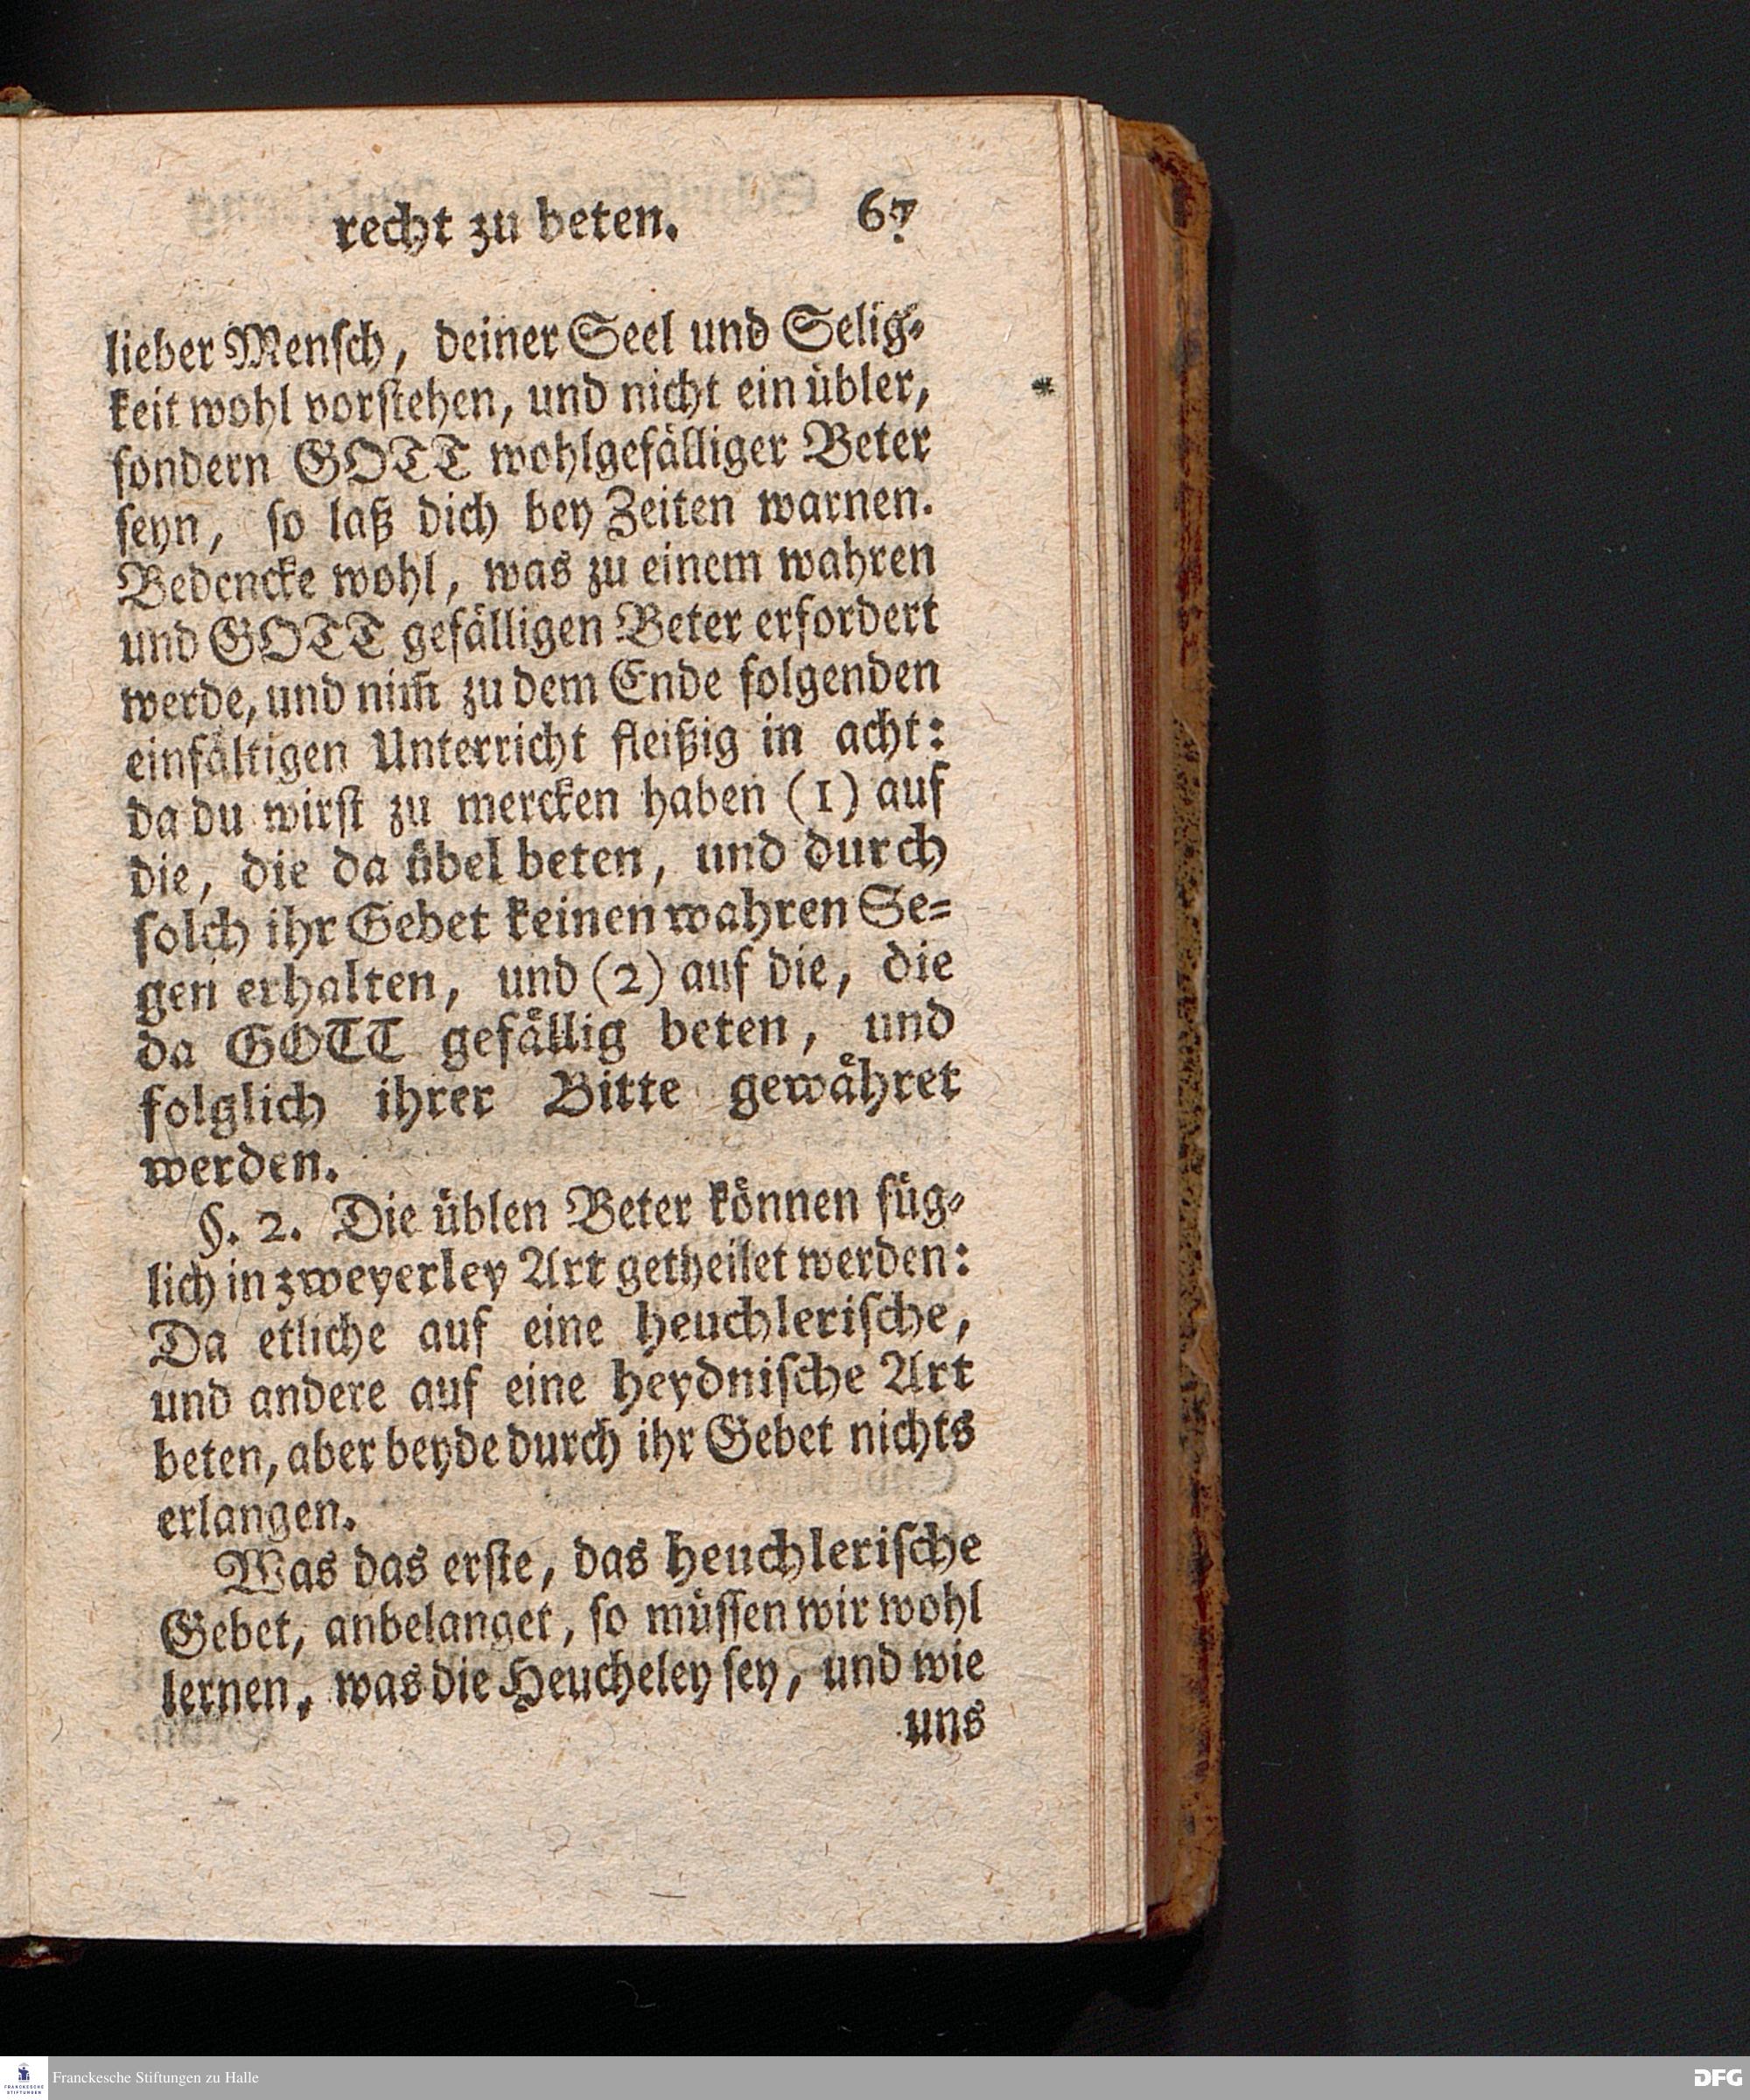 recht zu beten. 67
lieber Menſch, deiner Seel und Selig-
keit wohl vorſtehen, und nicht ein übler,
ſondern GOTT wohlgefälliger Beter
ſeyn, ſo laß dich bey Zeiten warnen.
Bedencke wohl, was zu einem wahren
und GOTT gefälligen Beter erfordert
werde, und nim̃ zu dem Ende folgenden
einfältigen Unterricht fleißig in acht:
da du wirſt zu mercken haben (1) auf
die, die da übel beten, und durch
ſolch ihr Gebet keinen wahren Se-
gen erhalten, und (2) auf die, die
da GOTT gefällig beten, und
folglich ihrer Bitte gewähret
werden.
§. 2. Die üblen Beter können füg-
lich in zweyerley Art getheilet werden:
Da etliche auf eine heuchleriſche,
und andere auf eine heydniſche Art
beten, aber beyde durch ihr Gebet nichts
erlangen.
Was das erſte, das heuchleriſche
Gebet, anbelanget, ſo müſſen wir wohl
lernen, was die Heucheley ſey, und wie
uns
FRANCKESCHE
STIFTUNGEN
Franckesche Stiftungen zu Halle
DFG